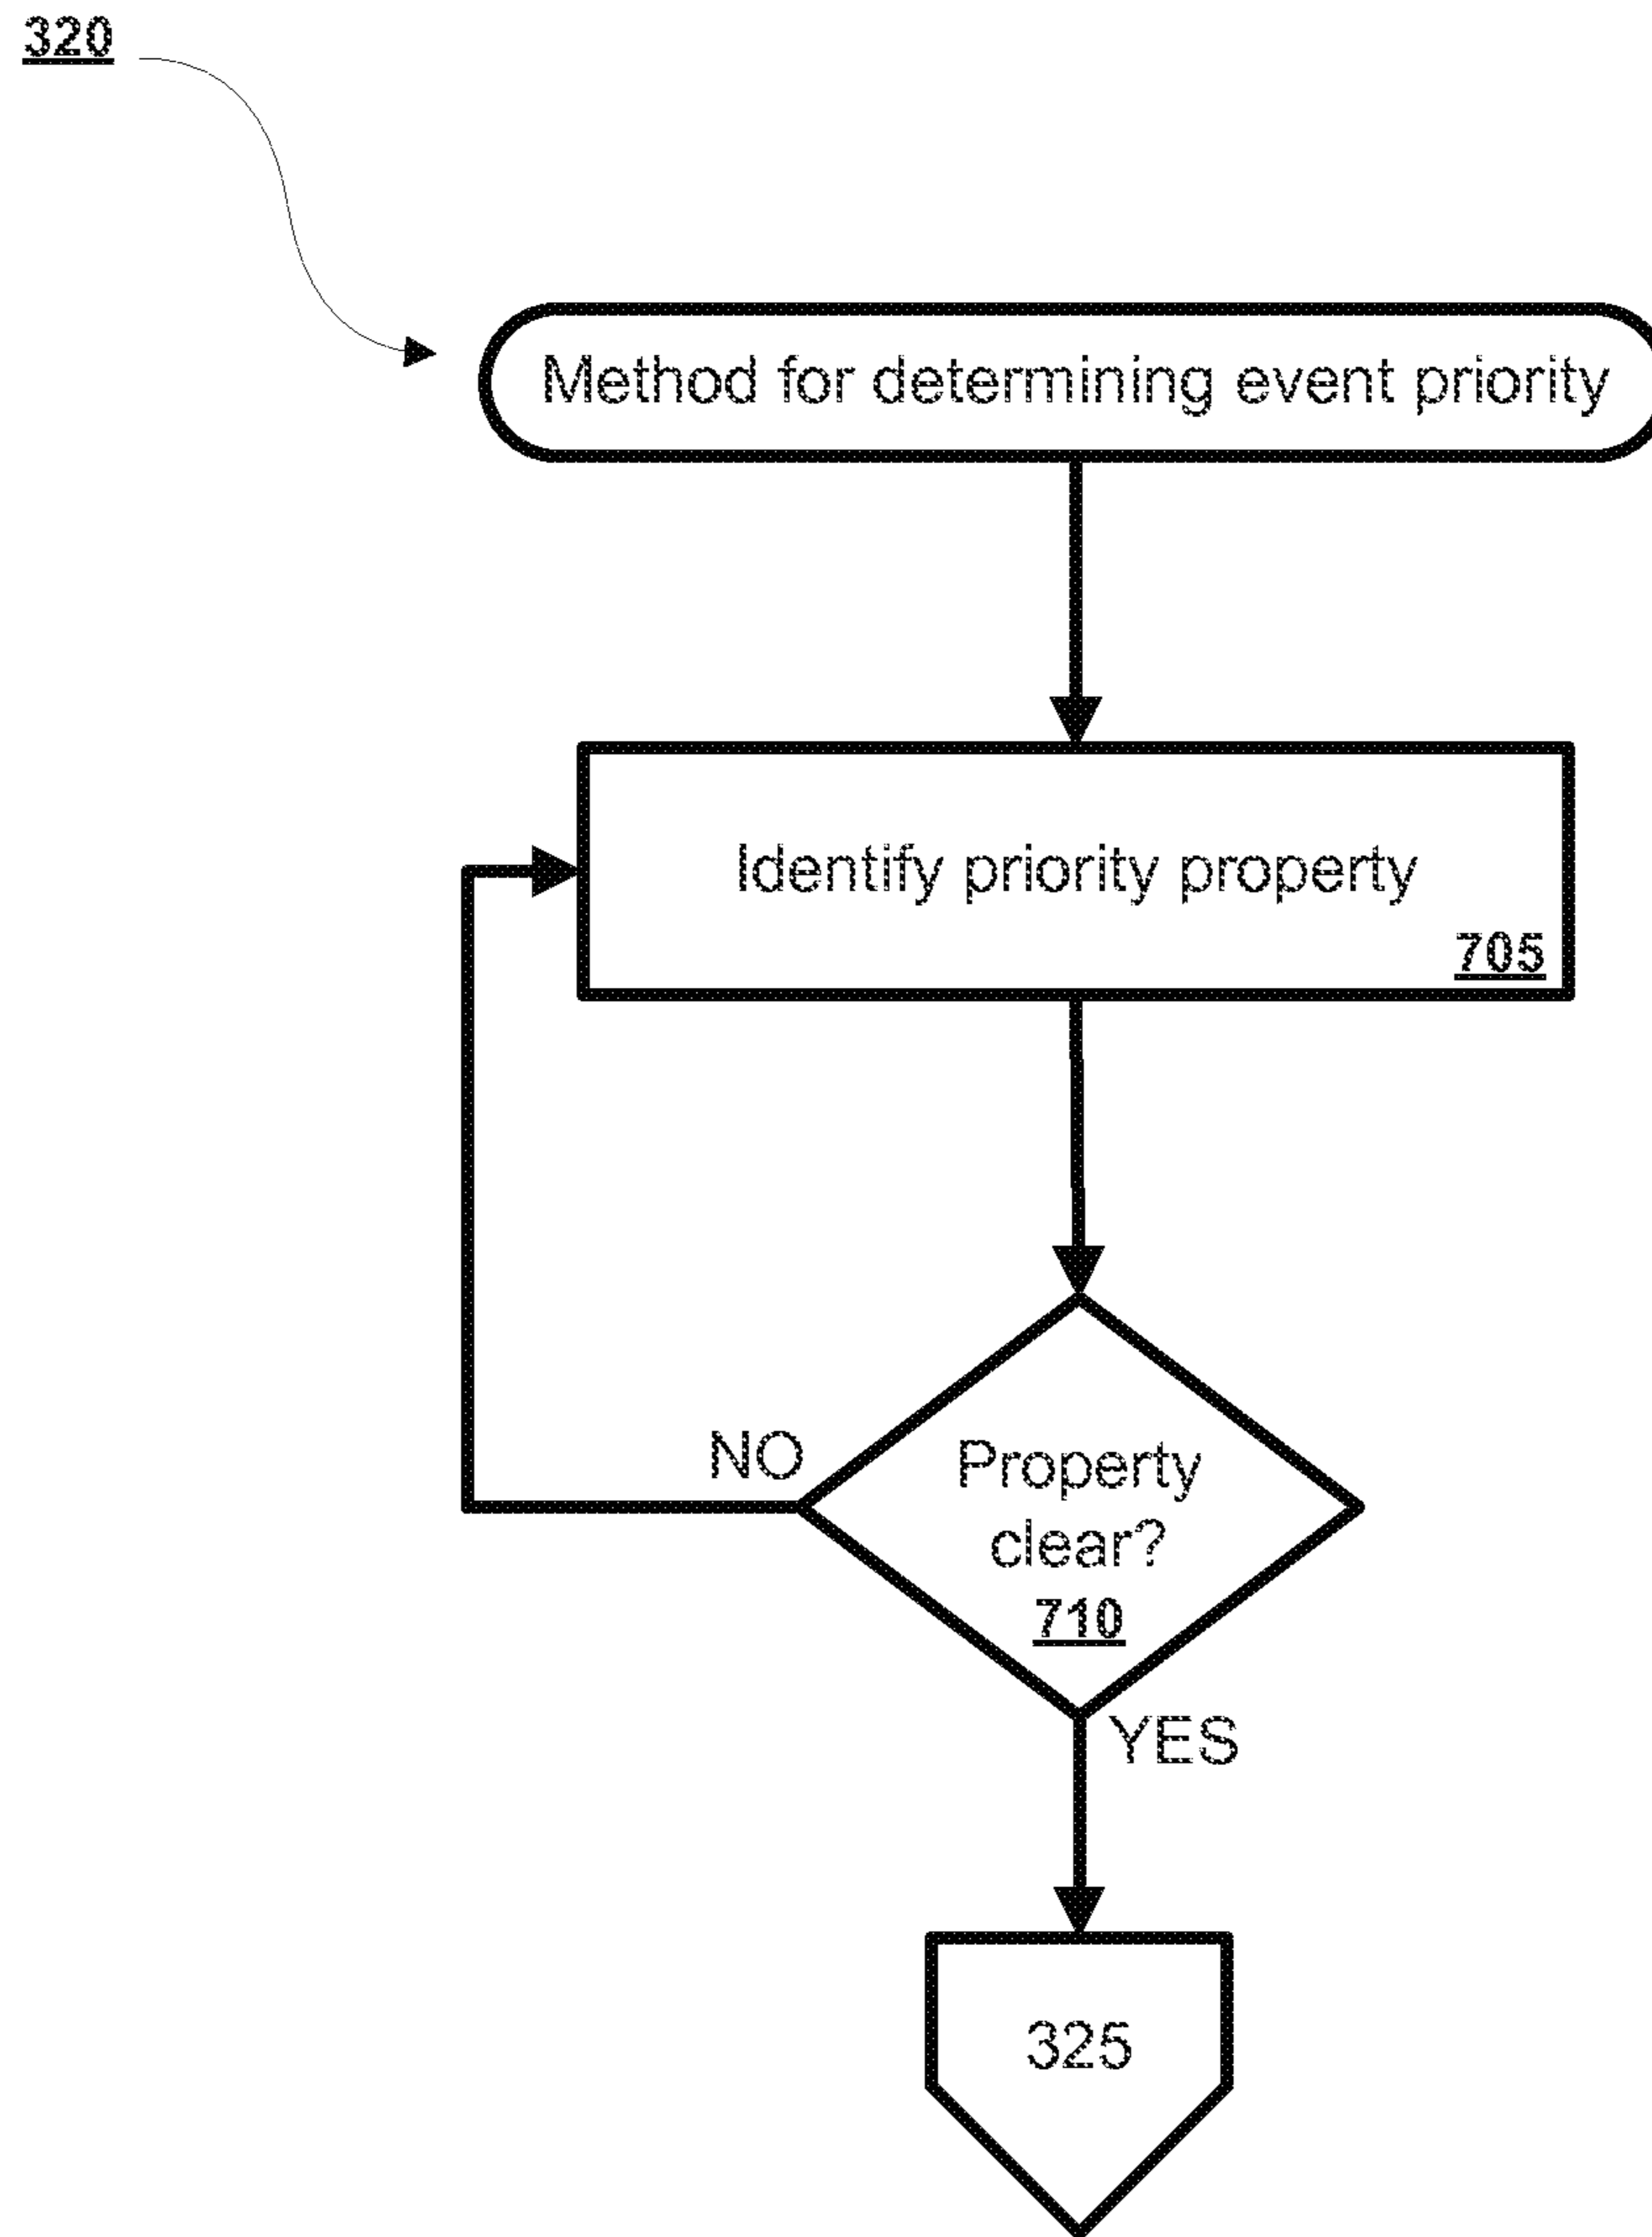 320
Method for determining event priority
Identify priority property
705
NO
Property
clear?
710
YES
325